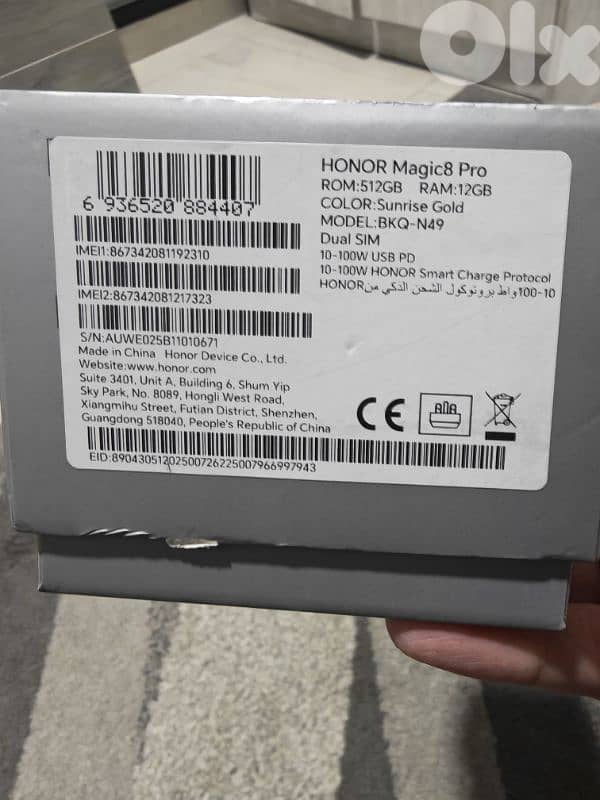 Olx
HONOR Magic8 Pro
ROM:512GB RAM:12GB
COLOR:Sunrise Gold
MODEL:BKQ-N49
Dual SIM
10-100W USB PD
10-100W HONOR Smart Charge Protocol
10-100واط بروتوكول الشحن الذكي من HONOR
6 936520 884407
IMEI1:867342081192310
IMEI2:867342081217323
S/N:AUWE025B11010671
Made in China Honor Device Co., Ltd.
Website:www.honor.com
Suite 3401, Unit A, Building 6, Shum Yip
Sky Park, No. 8089, Hongli West Road,
Xiangmihu Street, Futian District, Shenzhen,
Guangdong 518040, People's Republic of China
CE
EID:89043051202500726225007966997943